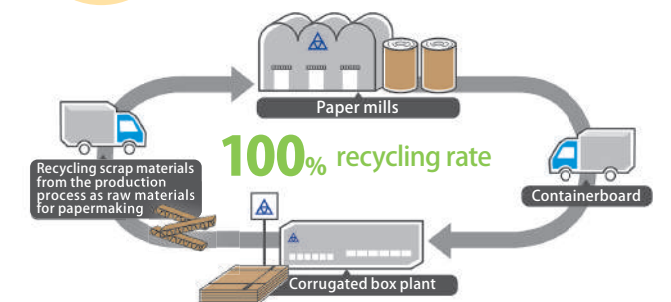 Paper mills
100% recycling rate
Recycling scrap materials
from the production
process as raw materials
for papermaking
Containerboard
Corrugated box plant